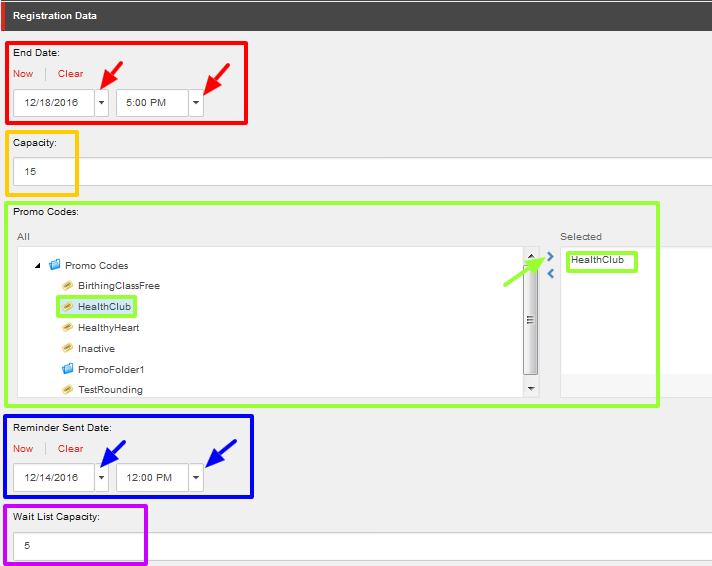 Registration Data
End Date:
Now Clear
12/18/2016 5:00 PM
Capacity:
15
Promo Codes:
All Selected
Promo Codes HealthClub
BirthingClassFree
HealthClub
HealthyHeart
Inactive
PromoFolder1
TestRounding
Reminder Sent Date:
Now Clear
12/14/2016 12:00 PM
Wait List Capacity:
5